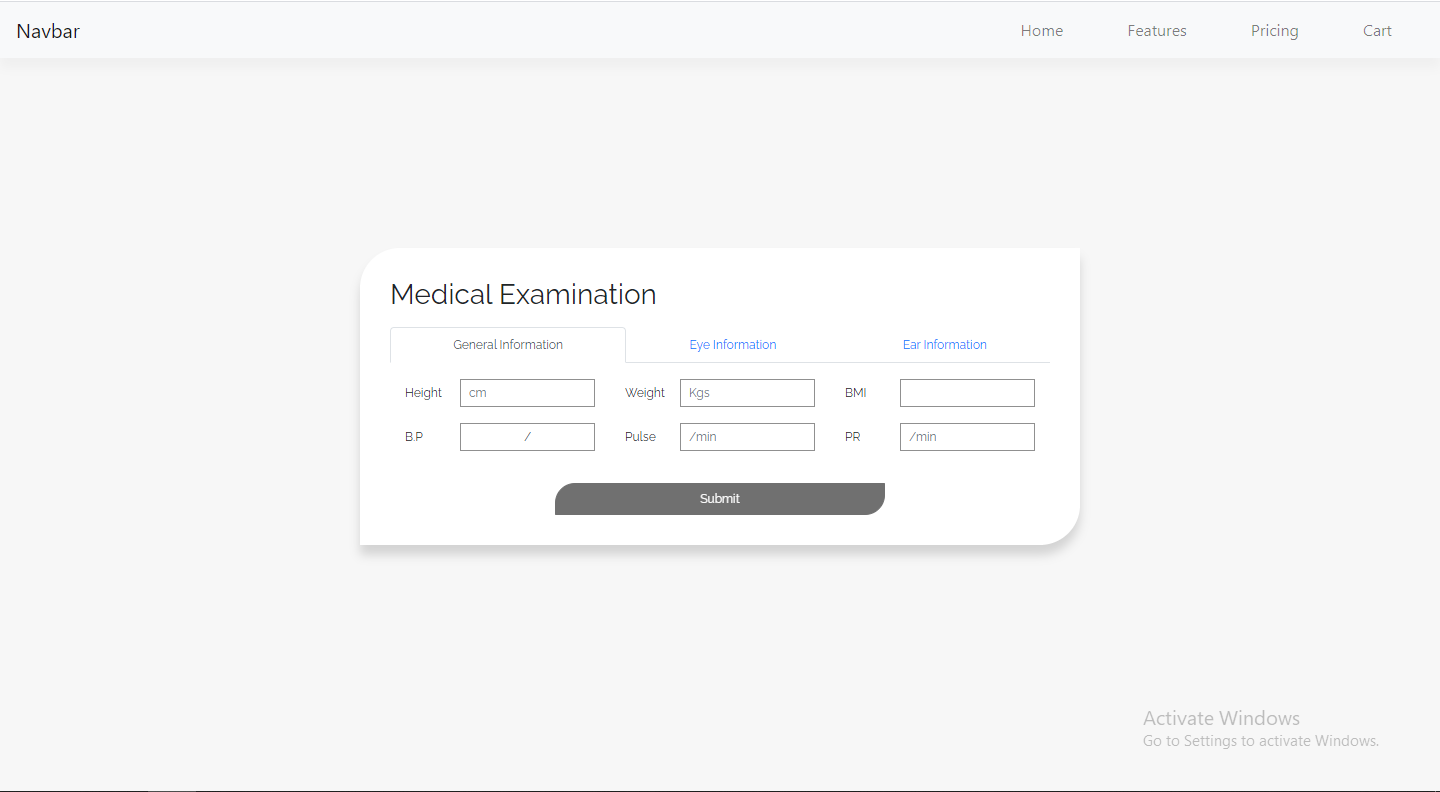 Navbar Home Features Pricing Cart
Medical Examination
General Information Eye Information Ear Information
Height cm Weight Kgs BMI
B.P / Pulse /min PR /min
Submit
Activate Windows
Go to Settings to activate Windows.